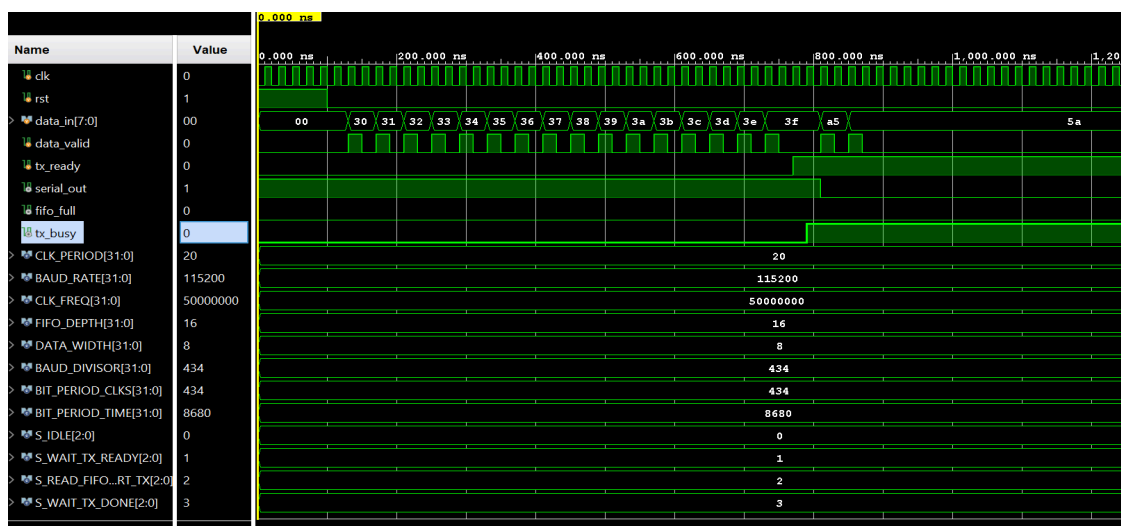 0.000 ns
Name Value
0.000 ns 200.000 ns 400.000 ns 600.000 ns 800.000 ns 1,000.000 ns 1,20
clk 0
rst 1
data_in[7:0] 00 00 30 31 32 33 34 35 36 37 38 39 3a 3b 3c 3d 3e 3f a5 5a
data_valid 0
tx_ready 0
serial_out 1
fifo_full 0
tx_busy 0
CLK_PERIOD[31:0] 20 20
BAUD_RATE[31:0] 115200 115200
CLK_FREQ[31:0] 50000000 50000000
FIFO_DEPTH[31:0] 16 16
DATA_WIDTH[31:0] 8 8
BAUD_DIVISOR[31:0] 434 434
BIT_PERIOD_CLKS[31:0] 434 434
BIT_PERIOD_TIME[31:0] 8680 8680
S_IDLE[2:0] 0 0
S_WAIT_TX_READY[2:0] 1 1
S_READ_FIFO...RT_TX[2:0] 2 2
S_WAIT_TX_DONE[2:0] 3 3